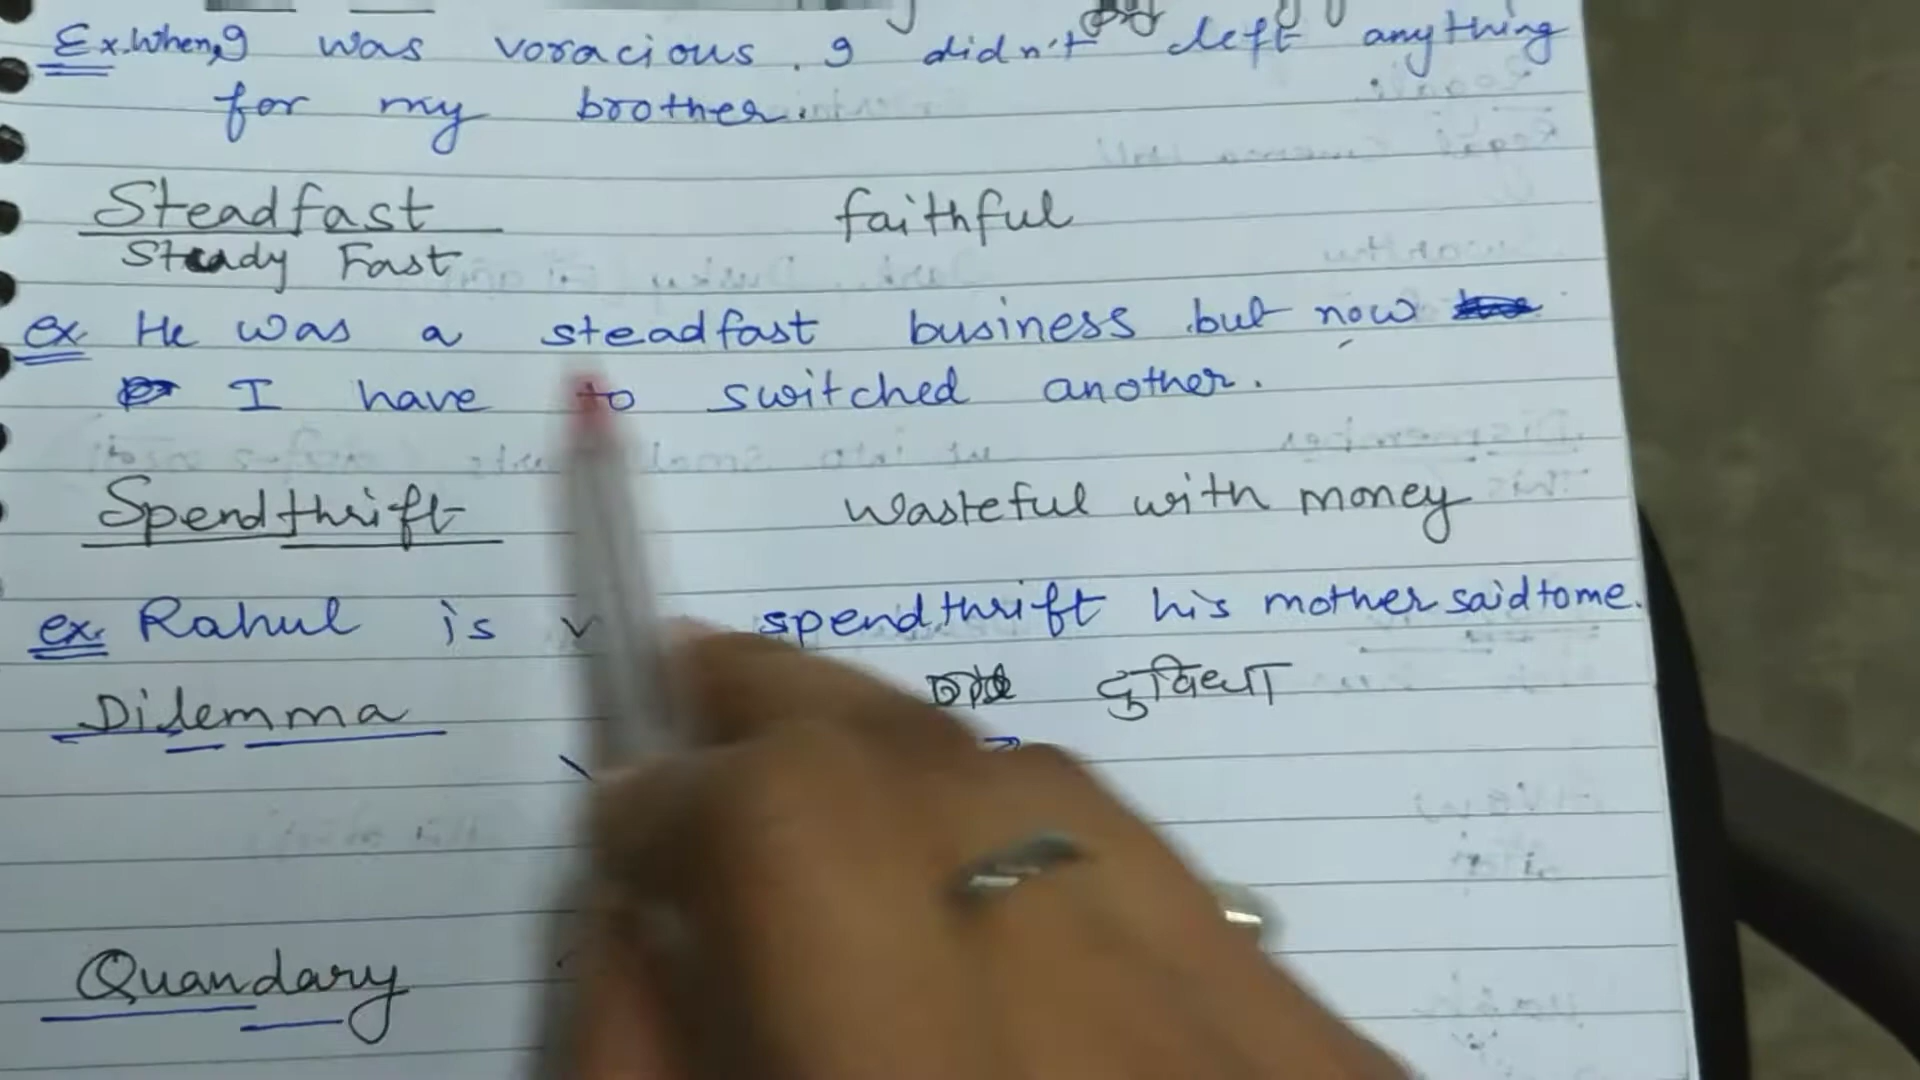 Ex. When, I was voracious. I didn't left anything
for my brother.
Steadfast faithful
Steady Fast
ex. He was a steadfast business but now
I have to switched another.
Spendthrift Wasteful with money
ex. Rahul is spendthrift his mother said to me.
Dilemma दुविधा
Quandary